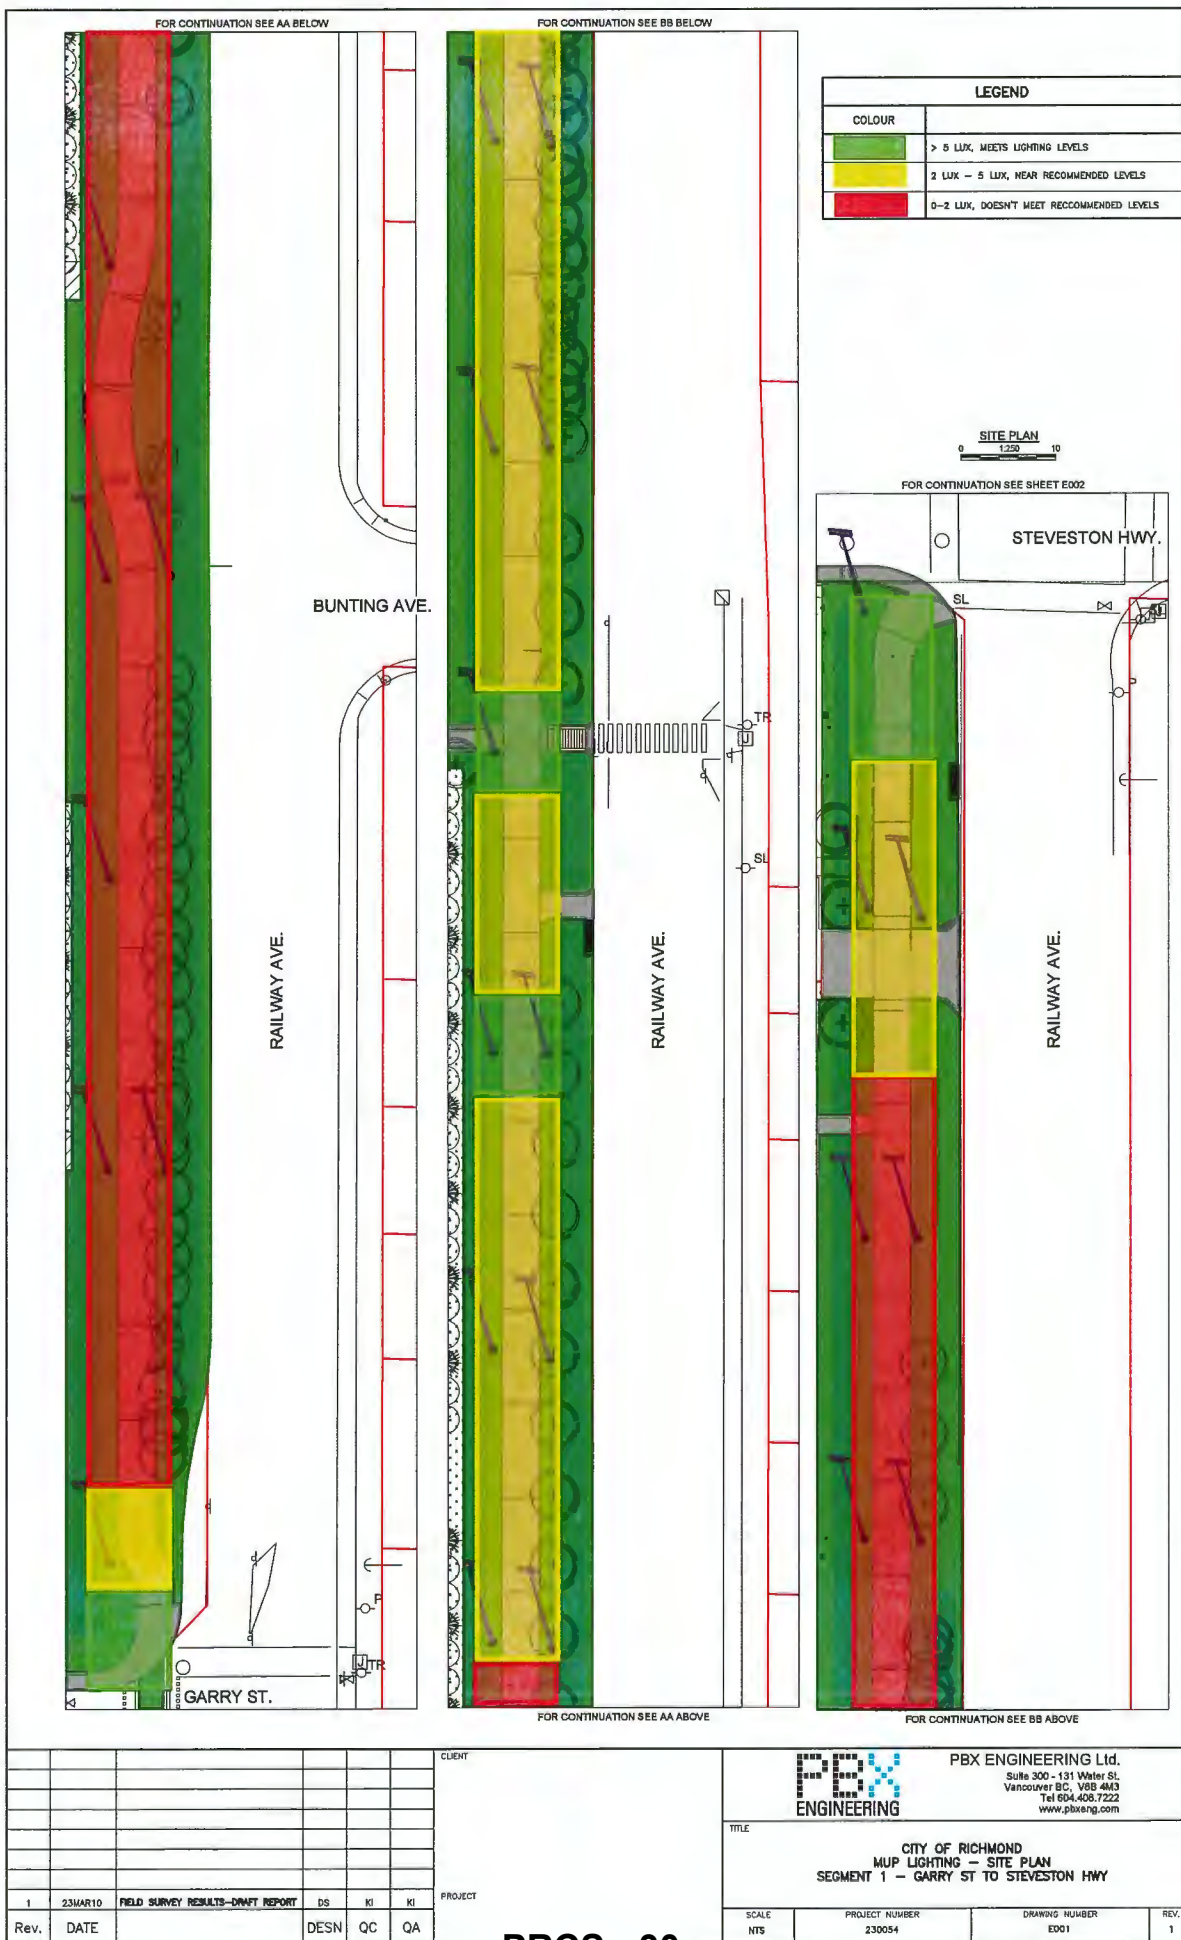 FOR CONTINUATION SEE AA BELOW
FOR CONTINUATION SEE BB BELOW
LEGEND
COLOUR
> 5 LUX, MEETS LIGHTING LEVELS
2 LUX – 5 LUX, NEAR RECOMMENDED LEVELS
0–2 LUX, DOESN'T MEET RECCOMMENDED LEVELS
SITE PLAN
0 1:250 10
FOR CONTINUATION SEE SHEET E002
STEVESTON HWY.
SL
BUNTING AVE.
TR
SL
RAILWAY AVE.
RAILWAY AVE.
RAILWAY AVE.
P
TR
GARRY ST.
FOR CONTINUATION SEE AA ABOVE
FOR CONTINUATION SEE BB ABOVE
CLIENT
PBX
ENGINEERING
PBX ENGINEERING Ltd.
Suite 300 - 131 Water St.
Vancouver BC, V6B 4M3
Tel 604.408.7222
www.pbxeng.com
TITLE
CITY OF RICHMOND
MUP LIGHTING – SITE PLAN
SEGMENT 1 – GARRY ST TO STEVESTON HWY
1 23MAR10 FIELD SURVEY RESULTS–DRAFT REPORT DS KI KI
Rev. DATE DESN QC QA
PROJECT
SCALE PROJECT NUMBER DRAWING NUMBER REV.
NTS 230054 E001 1